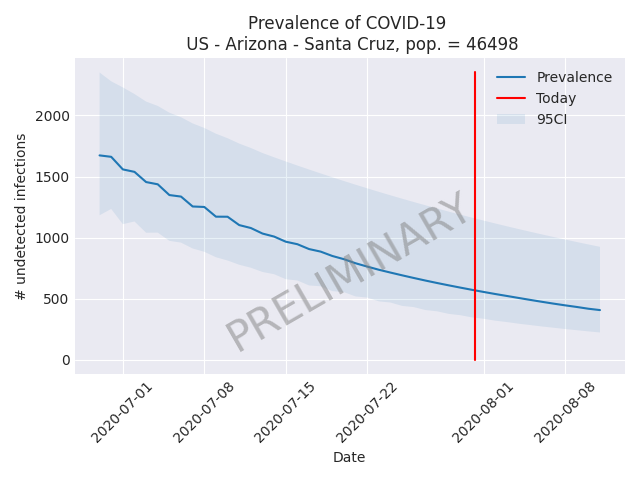 Prevalence of COVID-19
US - Arizona - Santa Cruz, pop. = 46498
Prevalence
Today
95CI
2000
1500
1000
500
0
# undetected infections
PRELIMINARY
2020-07-01
2020-07-08
2020-07-15
2020-07-22
2020-08-01
2020-08-08
Date